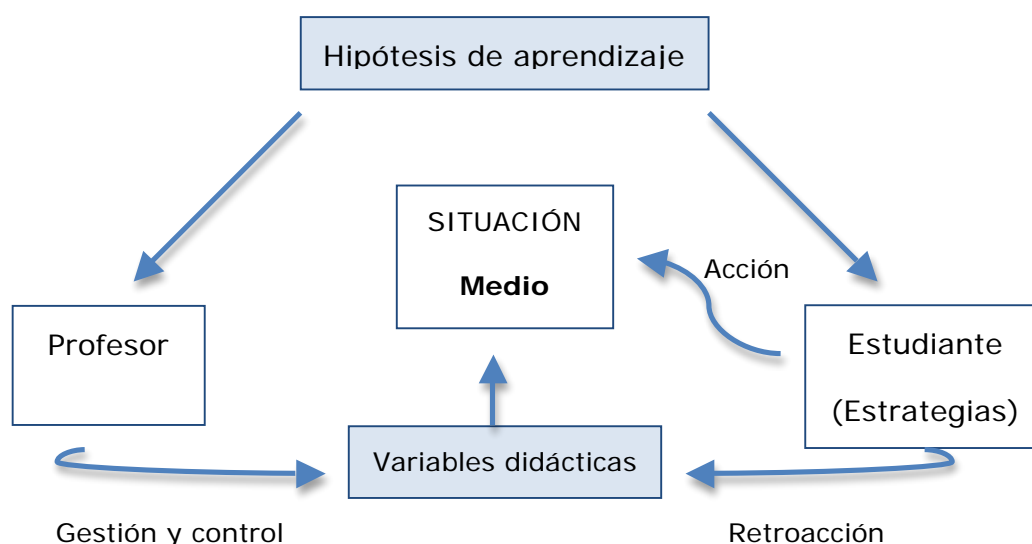 Hipótesis de aprendizaje
SITUACIÓN
Medio
Acción
Profesor
Estudiante
(Estrategias)
Variables didácticas
Gestión y control
Retroacción